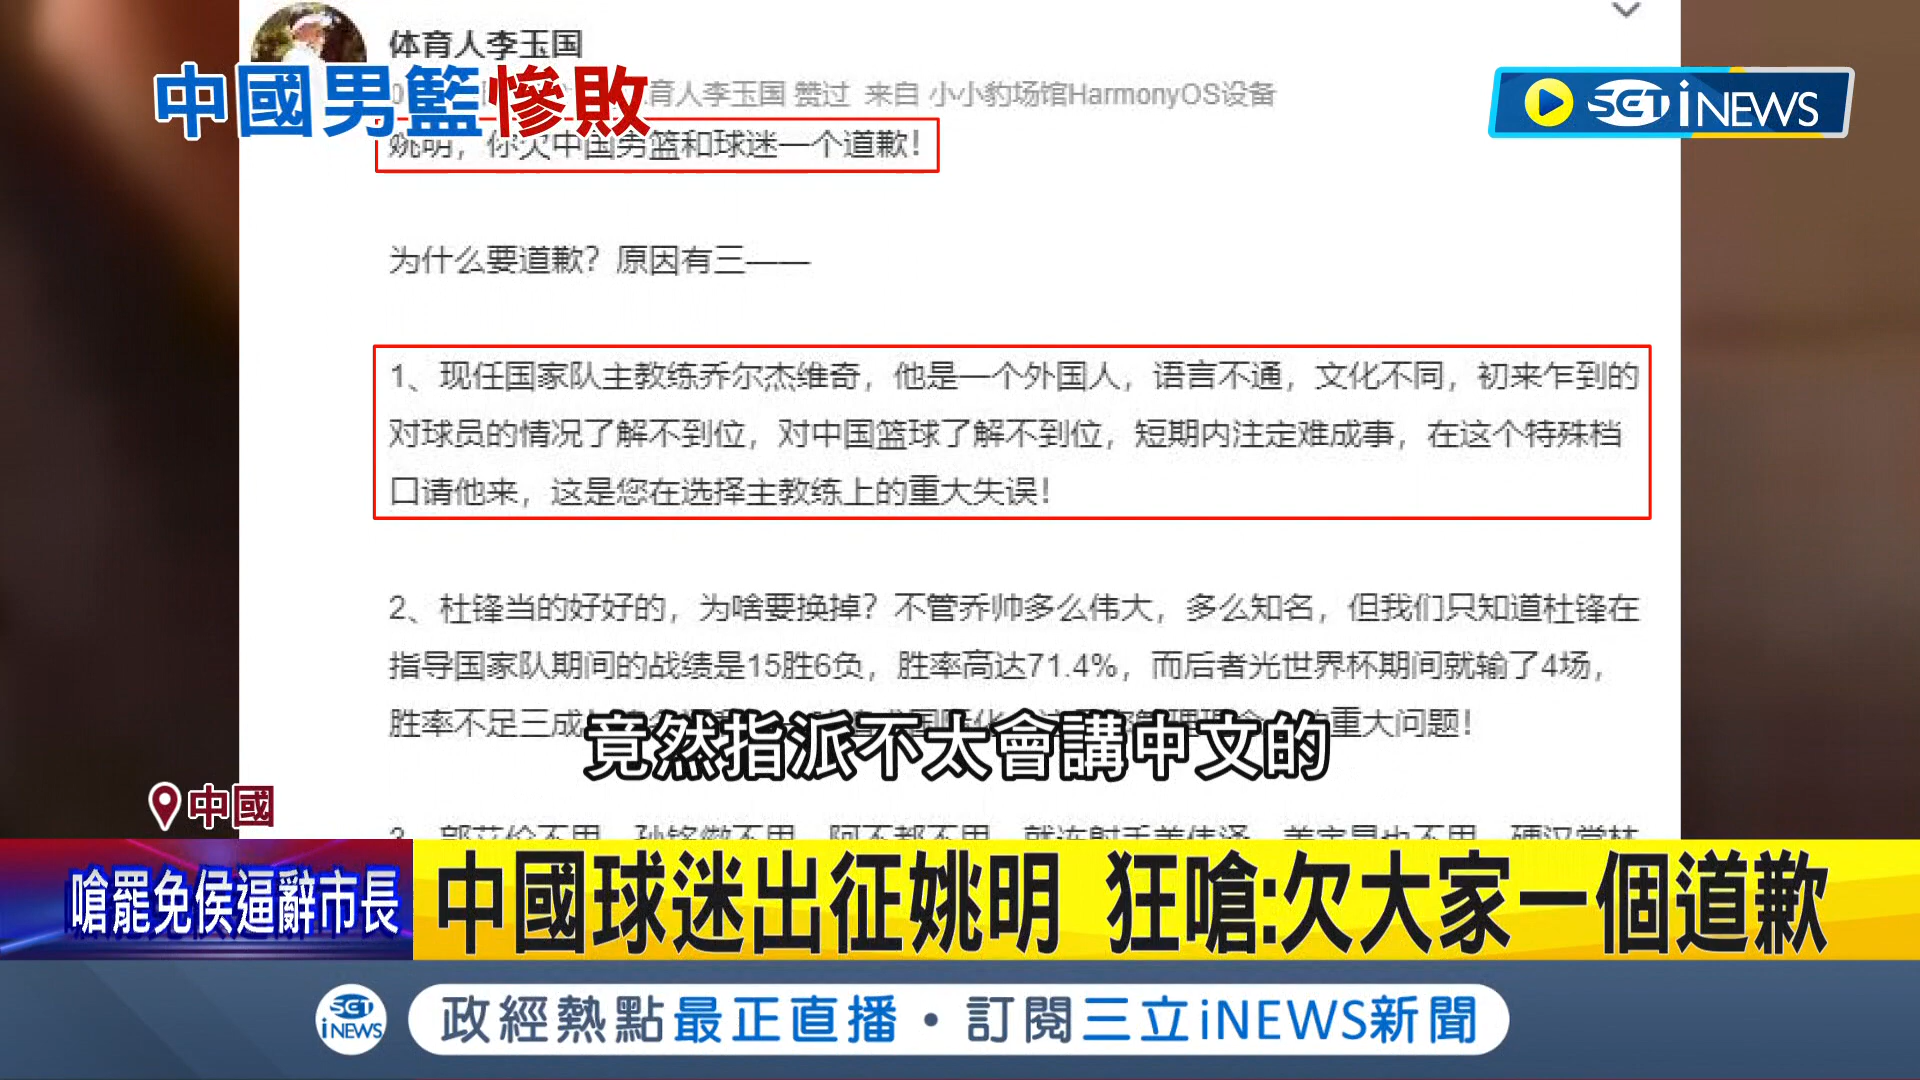 体育人李玉国
中國男籃慘敗
育人李玉国 赞过 来自 小小豹场馆HarmonyOS设备
SET iNEWS
姚明，你欠中国男篮和球迷一个道歉！
为什么要道歉？原因有三——
1、现任国家队主教练乔尔杰维奇，他是一个外国人，语言不通，文化不同，初来乍到的
对球员的情况了解不到位，对中国篮球了解不到位，短期内注定难成事，在这个特殊档
口请他来，这是您在选择主教练上的重大失误！
2、杜锋当的好好的，为啥要换掉？不管乔帅多么伟大，多么知名，但我们只知道杜锋在
指导国家队期间的战绩是15胜6负，胜率高达71.4%，而后者光世界杯期间就输了4场，
胜率不足三成 重大问题！
竟然指派不太會講中文的
中國
嗆罷免侯逼辭市長
中國球迷出征姚明 狂嗆:欠大家一個道歉
SET iNEWS
政經熱點最正直播・訂閱三立iNEWS新聞